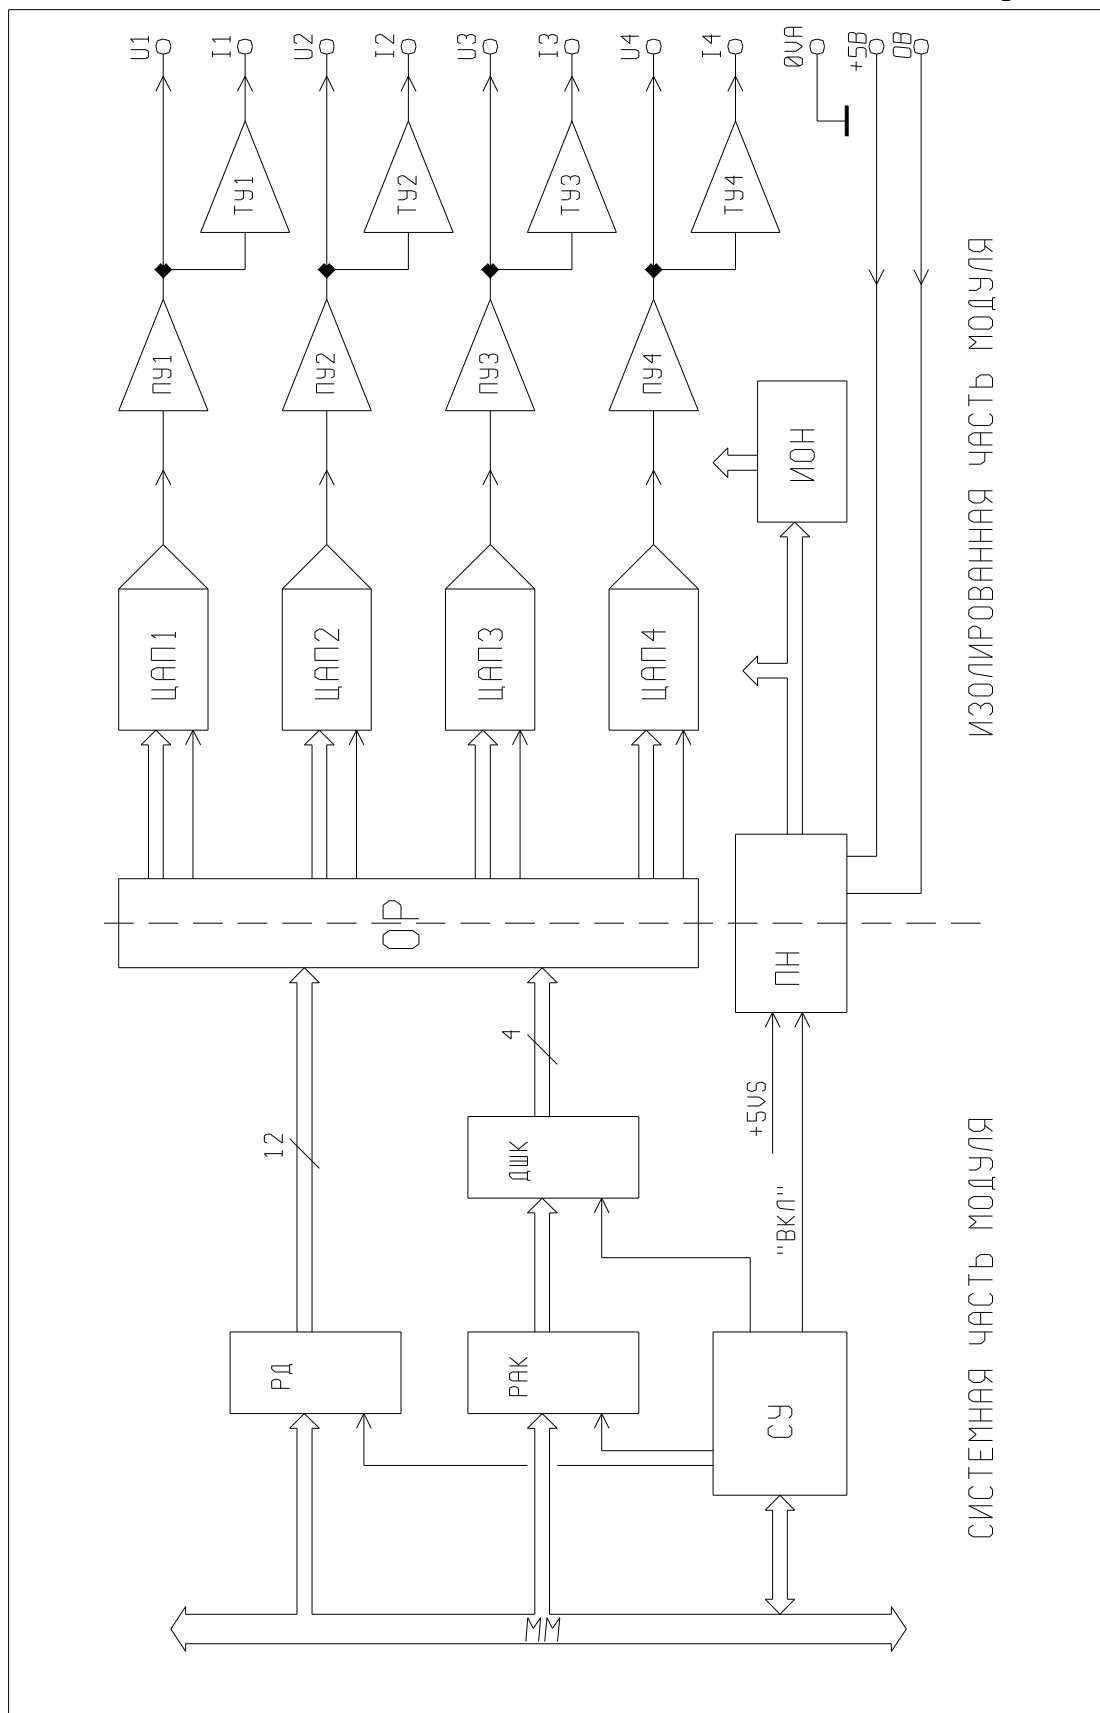 U1
I1
U2
I2
U3
I3
U4
I4
0VA
+5В
0В
ТУ1
ТУ2
ТУ3
ТУ4
ПУ1
ПУ2
ПУ3
ПУ4
ИОН
ЦАП1
ЦАП2
ЦАП3
ЦАП4
ИЗОЛИРОВАННАЯ ЧАСТЬ МОДУЛЯ
ОР
ПН
4
12
+5VS
ДШК
"ВКЛ"
РД
РАК
СУ
СИСТЕМНАЯ ЧАСТЬ МОДУЛЯ
ММ